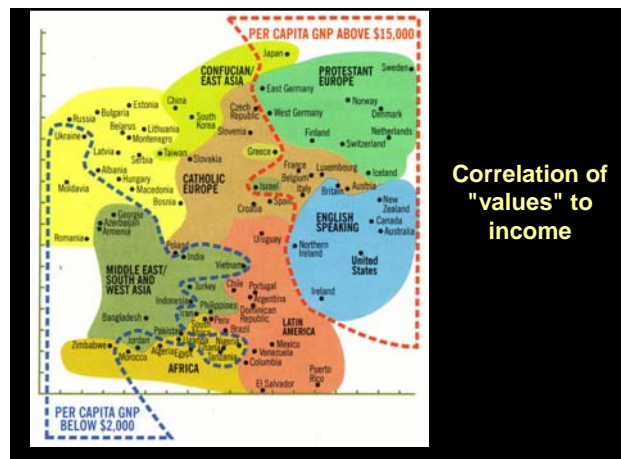 PER CAPITA GNP ABOVE $15,000
Japan
CONFUCIAN/
EAST ASIA
PROTESTANT
EUROPE
Sweden
East Germany
China
Estonia
Bulgaria
Russia
South
Korea
Czech
Republic
West Germany
Norway
Denmark
Belarus
Lithuania
Ukraine
Montenegro
Slovenia
Finland
Netherlands
Switzerland
Latvia
Serbia
Taiwan
Slovakia
Greece
France
Luxembourg
Iceland
Albania
Hungary
CATHOLIC
EUROPE
Belgium
Britain
Austria
Moldavia
Macedonia
Israel
Italy
Bosnia
Croatia
Spain
New
Zealand
Georgia
Azerbaijan
Armenia
ENGLISH
SPEAKING
Canada
Australia
Romania
Uruguay
Northern
Ireland
Poland
India
United
States
Vietnam
MIDDLE EAST/
SOUTH AND
WEST ASIA
Turkey
Chile
Portugal
Ireland
Indonesia
Argentina
Philippines
Dominican
Republic
Iran
Bangladesh
South
Africa
Peru
LATIN
AMERICA
Pakistan
Brazil
Zimbabwe
Jordan
Uganda
Nigeria
Mexico
Morocco
Algeria
Egypt
Ghana
Venezuela
Tanzania
Columbia
AFRICA
Puerto
Rico
El Salvador
PER CAPITA GNP
BELOW $2,000
Correlation of
"values" to
income